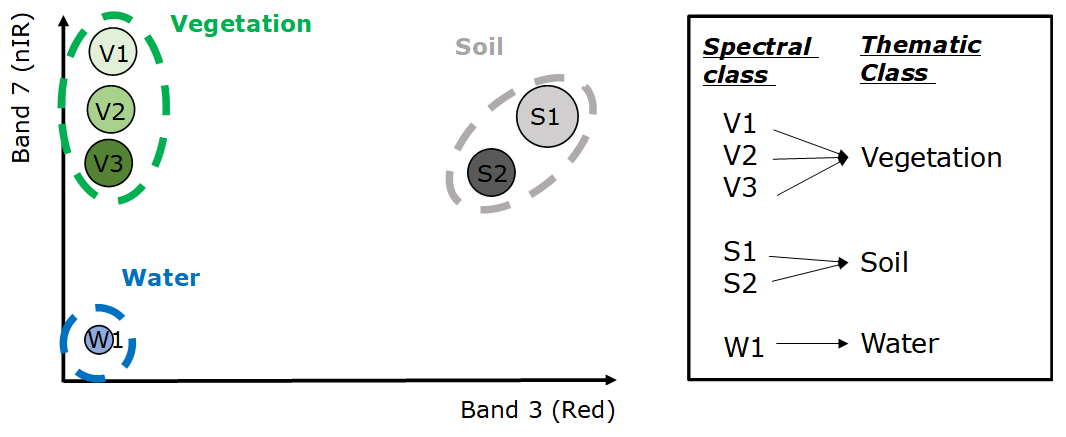 Vegetation
V1
V2
V3
Band 7 (nIR)
Soil
S1
S2
Water
W1
Band 3 (Red)
Spectral
class
Thematic
Class
V1
V2
V3
Vegetation
S1
S2
Soil
W1
Water